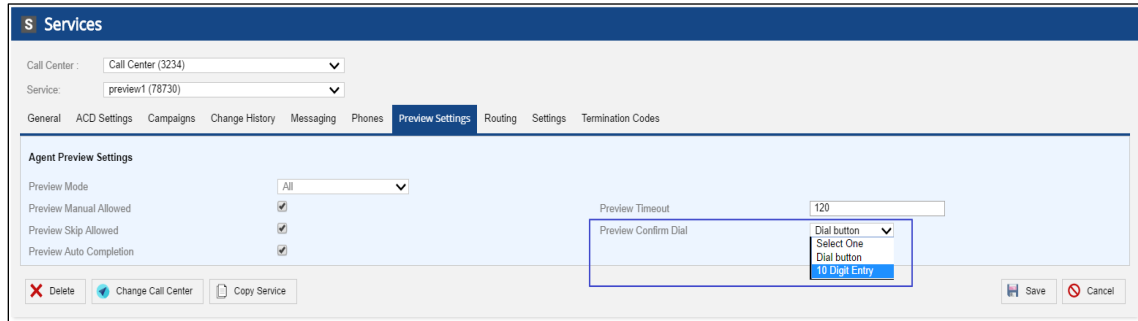 S Services
Call Center : Call Center (3234)
Service: preview1 (78730)
General ACD Settings Campaigns Change History Messaging Phones Preview Settings Routing Settings Termination Codes
Agent Preview Settings
Preview Mode All
Preview Manual Allowed Preview Timeout 120
Preview Skip Allowed Preview Confirm Dial Dial button
Select One
Preview Auto Completion Dial button
10 Digit Entry
Delete Change Call Center Copy Service Save Cancel